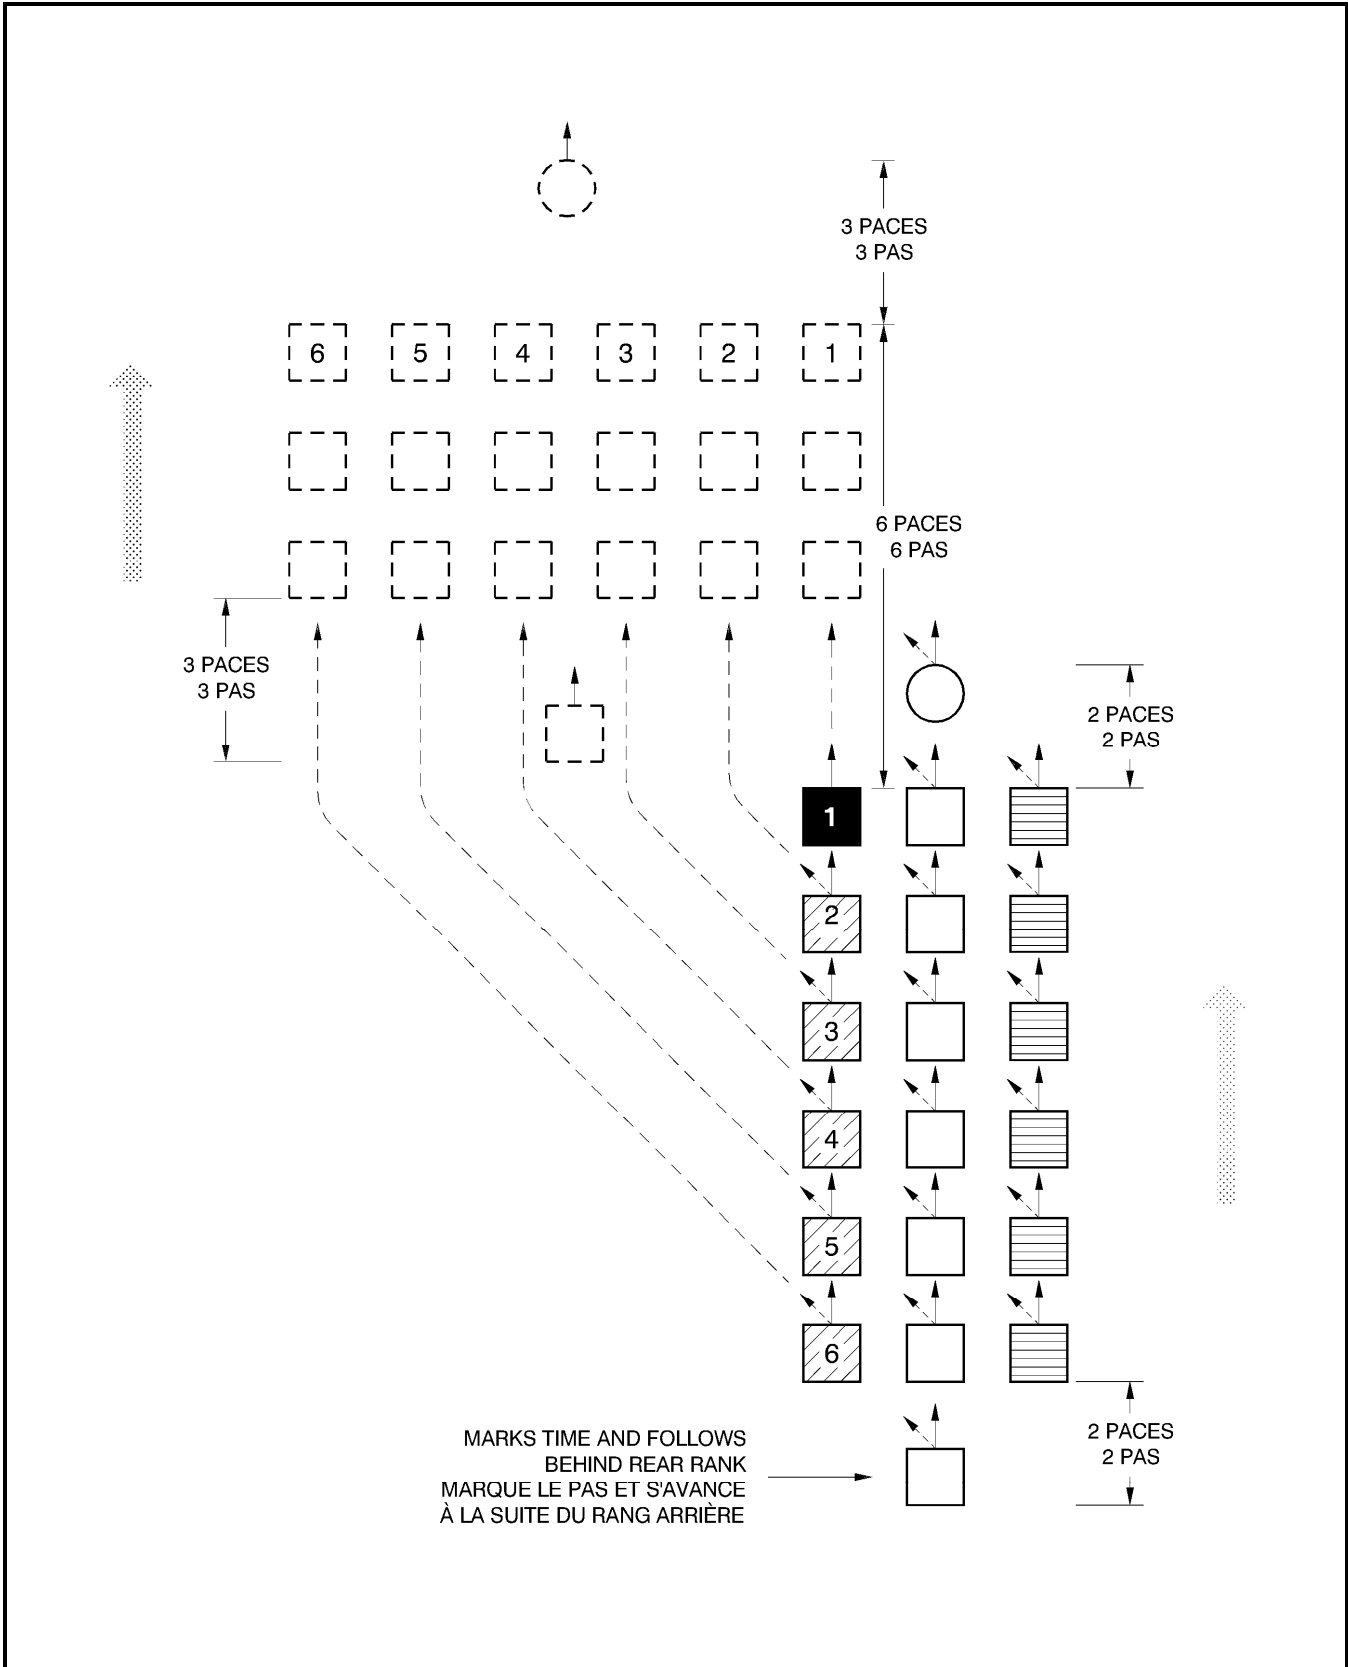 3 PACES
3 PAS
6 5 4 3 2 1
6 PACES
6 PAS
3 PACES
3 PAS
2 PACES
2 PAS
1
2
3
4
5
6
MARKS TIME AND FOLLOWS
BEHIND REAR RANK
MARQUE LE PAS ET S'AVANCE
À LA SUITE DU RANG ARRIÈRE
2 PACES
2 PAS